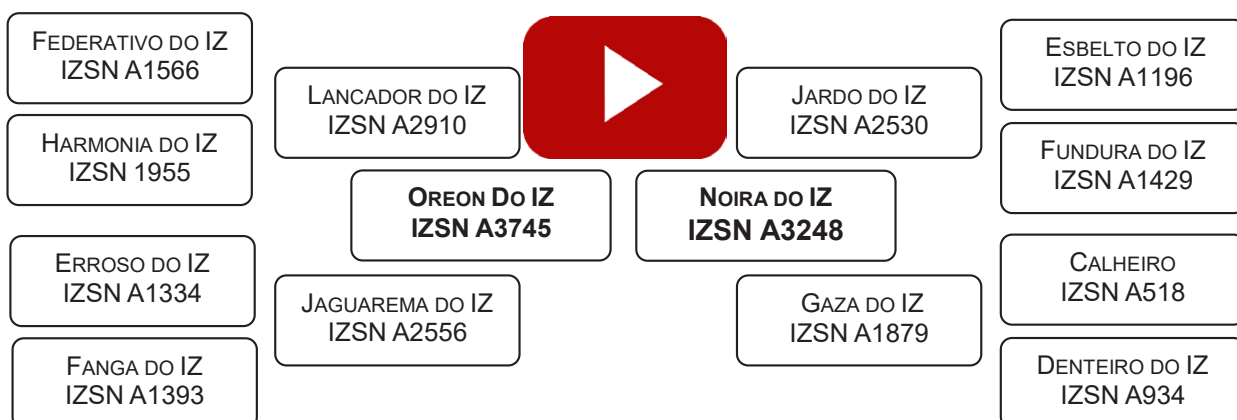 FEDERATIVO DO IZ
IZSN A1566
HARMONIA DO IZ
IZSN 1955
ERROSO DO IZ
IZSN A1334
FANGA DO IZ
IZSN A1393
LANCADOR DO IZ
IZSN A2910
JAGUAREMA DO IZ
IZSN A2556
OREON DO IZ
IZSN A3745
NOIRA DO IZ
IZSN A3248
JARDO DO IZ
IZSN A2530
GAZA DO IZ
IZSN A1879
ESBELTO DO IZ
IZSN A1196
FUNDURA DO IZ
IZSN A1429
CALHEIRO
IZSN A518
DENTEIRO DO IZ
IZSN A934